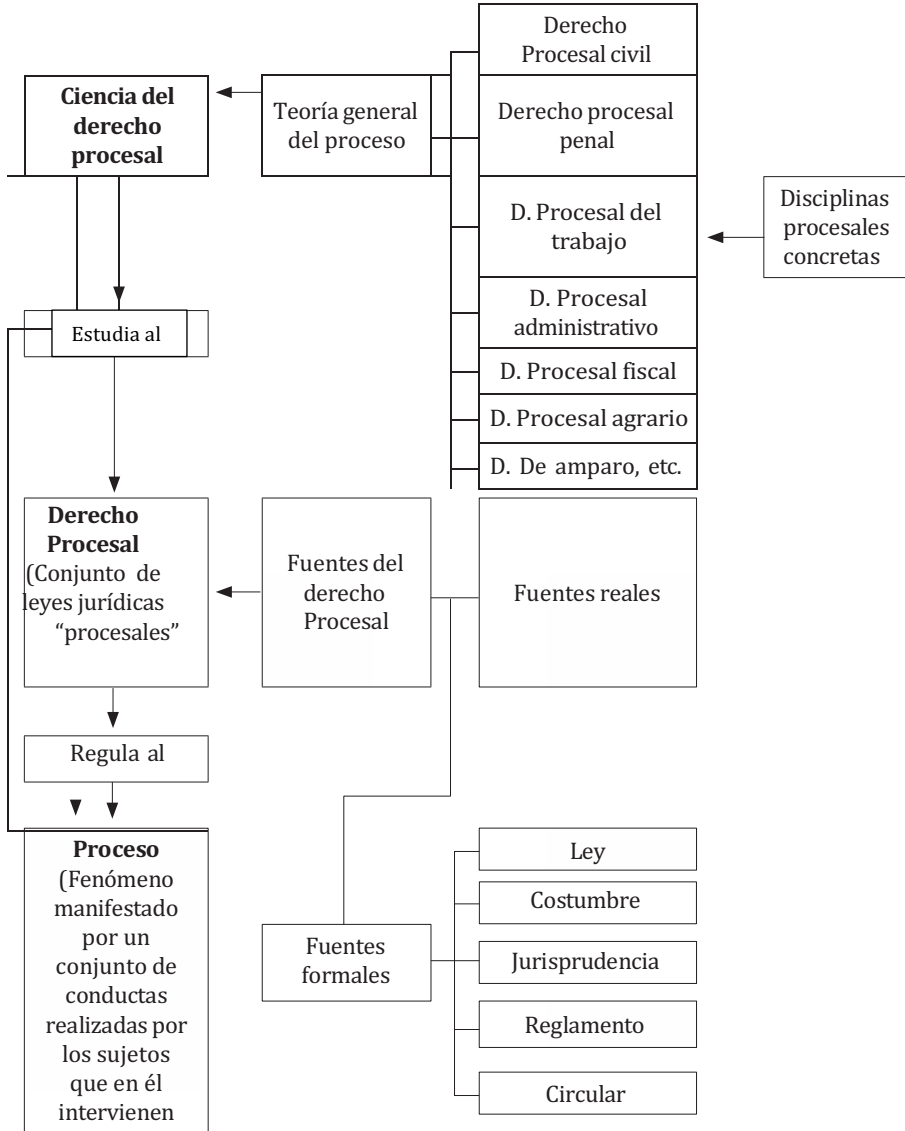 Ciencia del
derecho
procesal
Teoría general
del proceso
Derecho
Procesal civil
Derecho procesal
penal
D. Procesal del
trabajo
D. Procesal
administrativo
D. Procesal fiscal
D. Procesal agrario
D. De amparo, etc.
Disciplinas
procesales
concretas
Estudia al
Derecho
Procesal
(Conjunto de
leyes jurídicas
“procesales”
Fuentes del
derecho
Procesal
Fuentes reales
Regula al
Proceso
(Fenómeno
manifestado
por un
conjunto de
conductas
realizadas por
los sujetos
que en él
intervienen
Fuentes
formales
Ley
Costumbre
Jurisprudencia
Reglamento
Circular